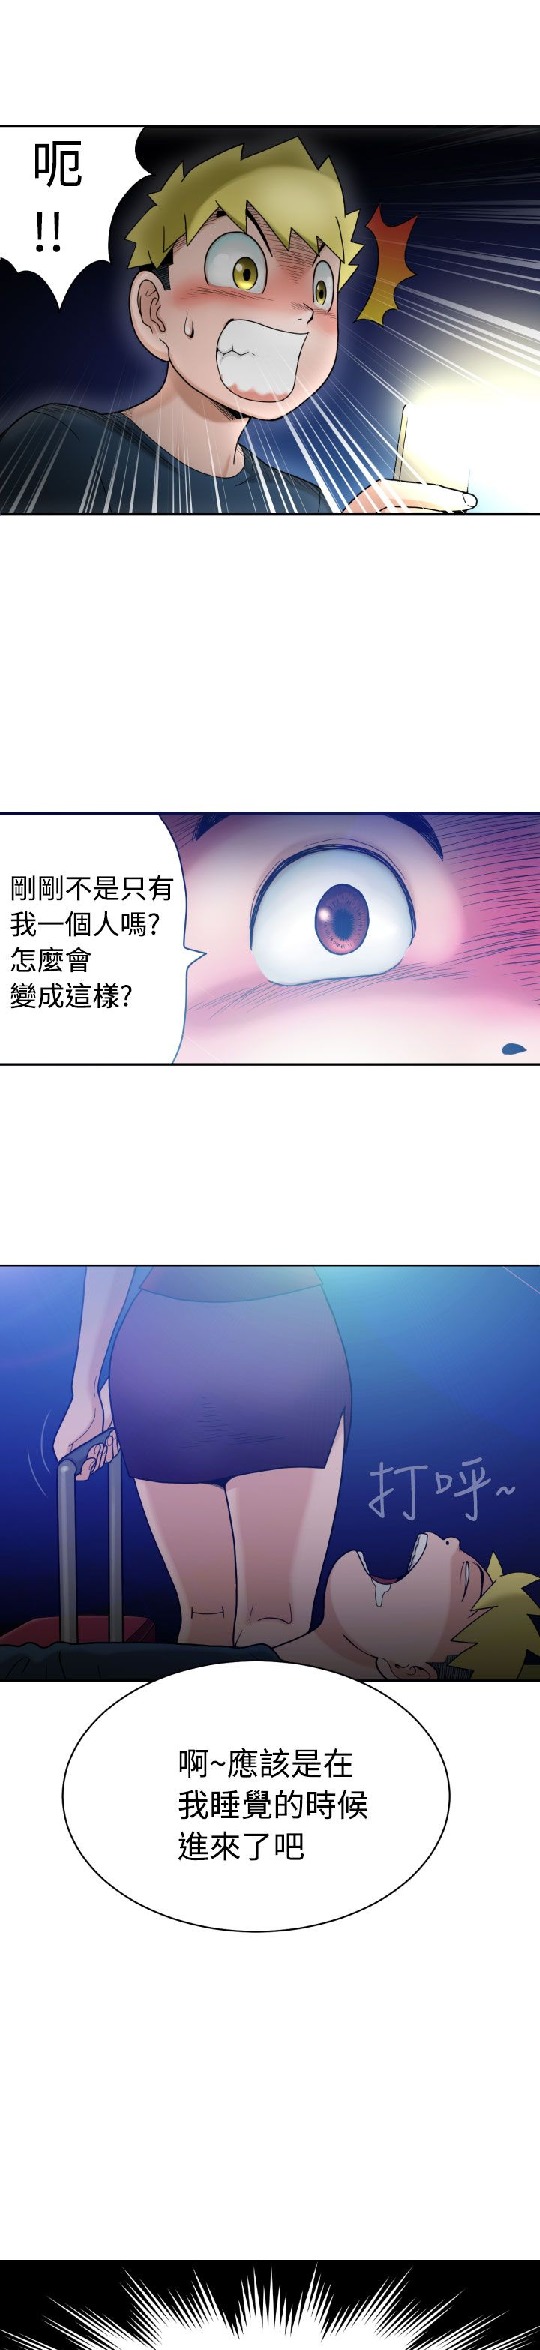 呃
!!
剛剛不是只有
我一個人嗎?
怎麼會
變成這樣?
打呼~
啊~應該是在
我睡覺的時候
進來了吧